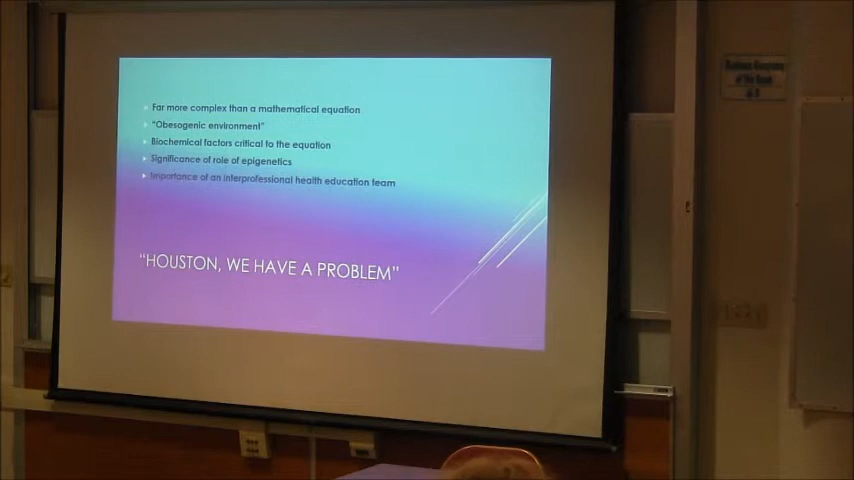 Far more complex than a mathematical equation
"Obesogenic environment"
Biochemical factors critical to the equation
Significance of role of epigenetics
Importance of an interprofessional health education team
"HOUSTON, WE HAVE A PROBLEM"